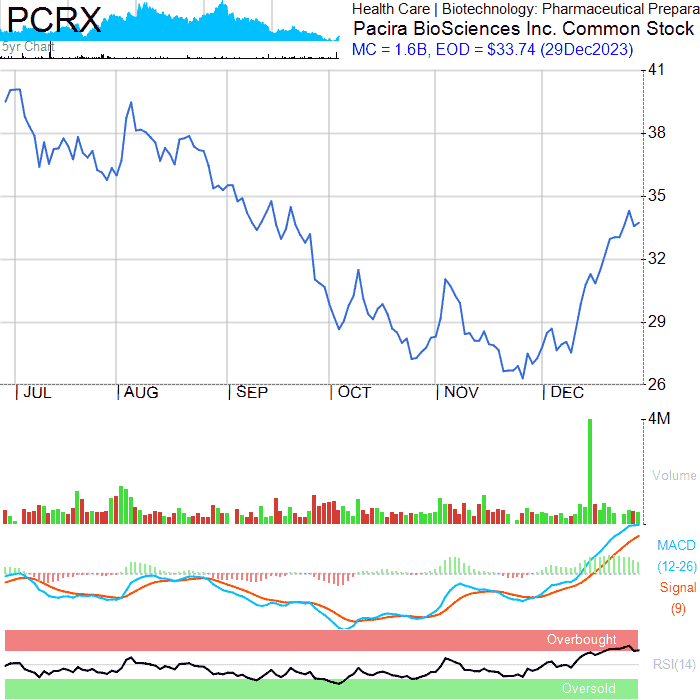 PCRX
5yr Chart
Health Care | Biotechnology: Pharmaceutical Prepara
Pacira BioSciences Inc. Common Stock
MC = 1.6B, EOD = $33.74 (29Dec2023)
41
38
35
32
29
26
JUL AUG SEP OCT NOV DEC
4M
Volume
MACD
(12-26)
Signal
(9)
Overbought
RSI(14)
Oversold